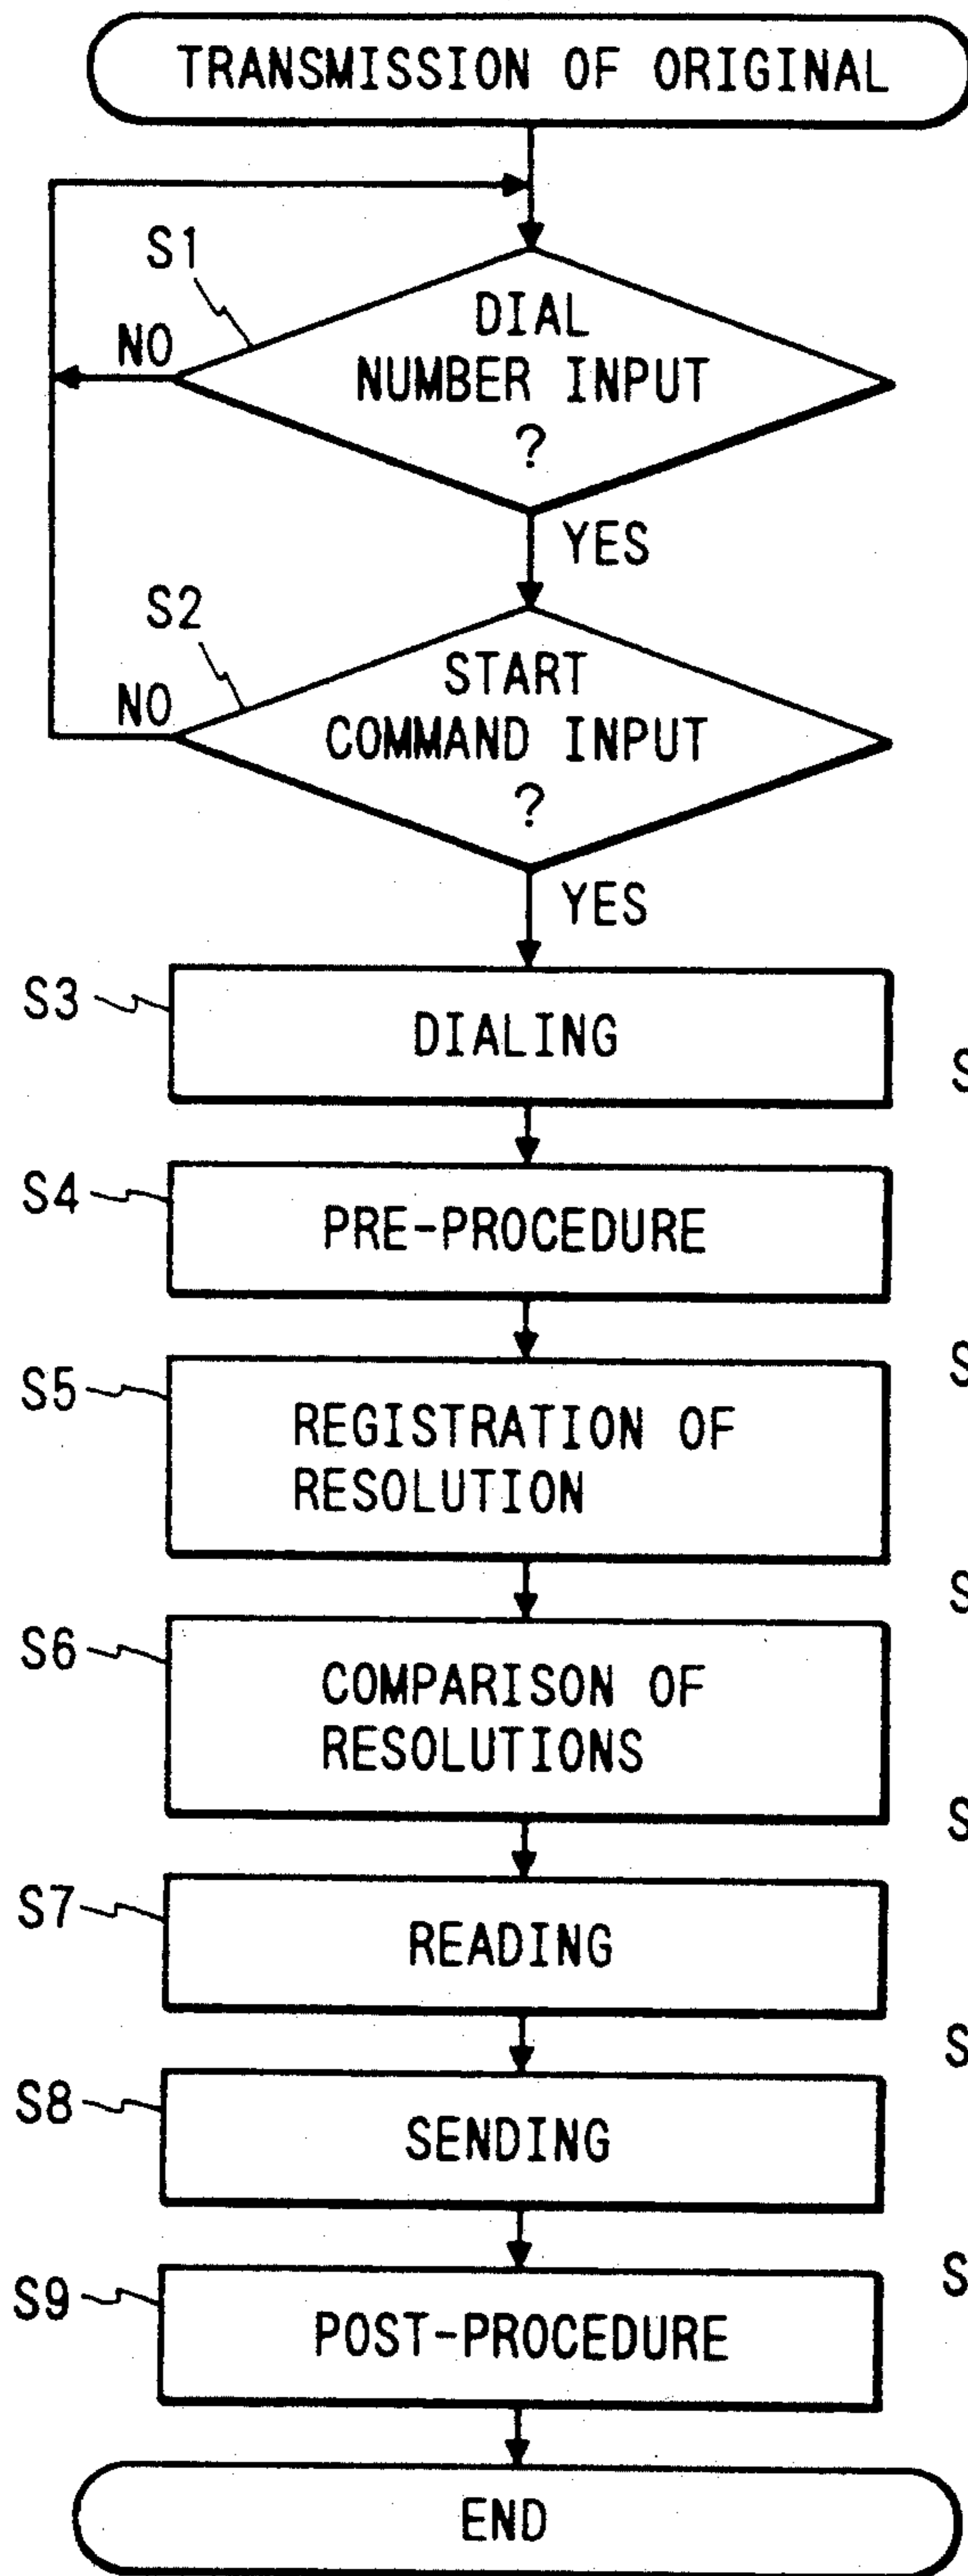 TRANSMISSION OF ORIGINAL
S1
NO
DIAL
NUMBER INPUT
?
YES
S2
NO
START
COMMAND INPUT
?
YES
S3
DIALING
S
S4
PRE-PROCEDURE
S5
REGISTRATION OF
RESOLUTION
S
S6
COMPARISON OF
RESOLUTIONS
S
S7
READING
S
S8
SENDING
S
S9
POST-PROCEDURE
S
END